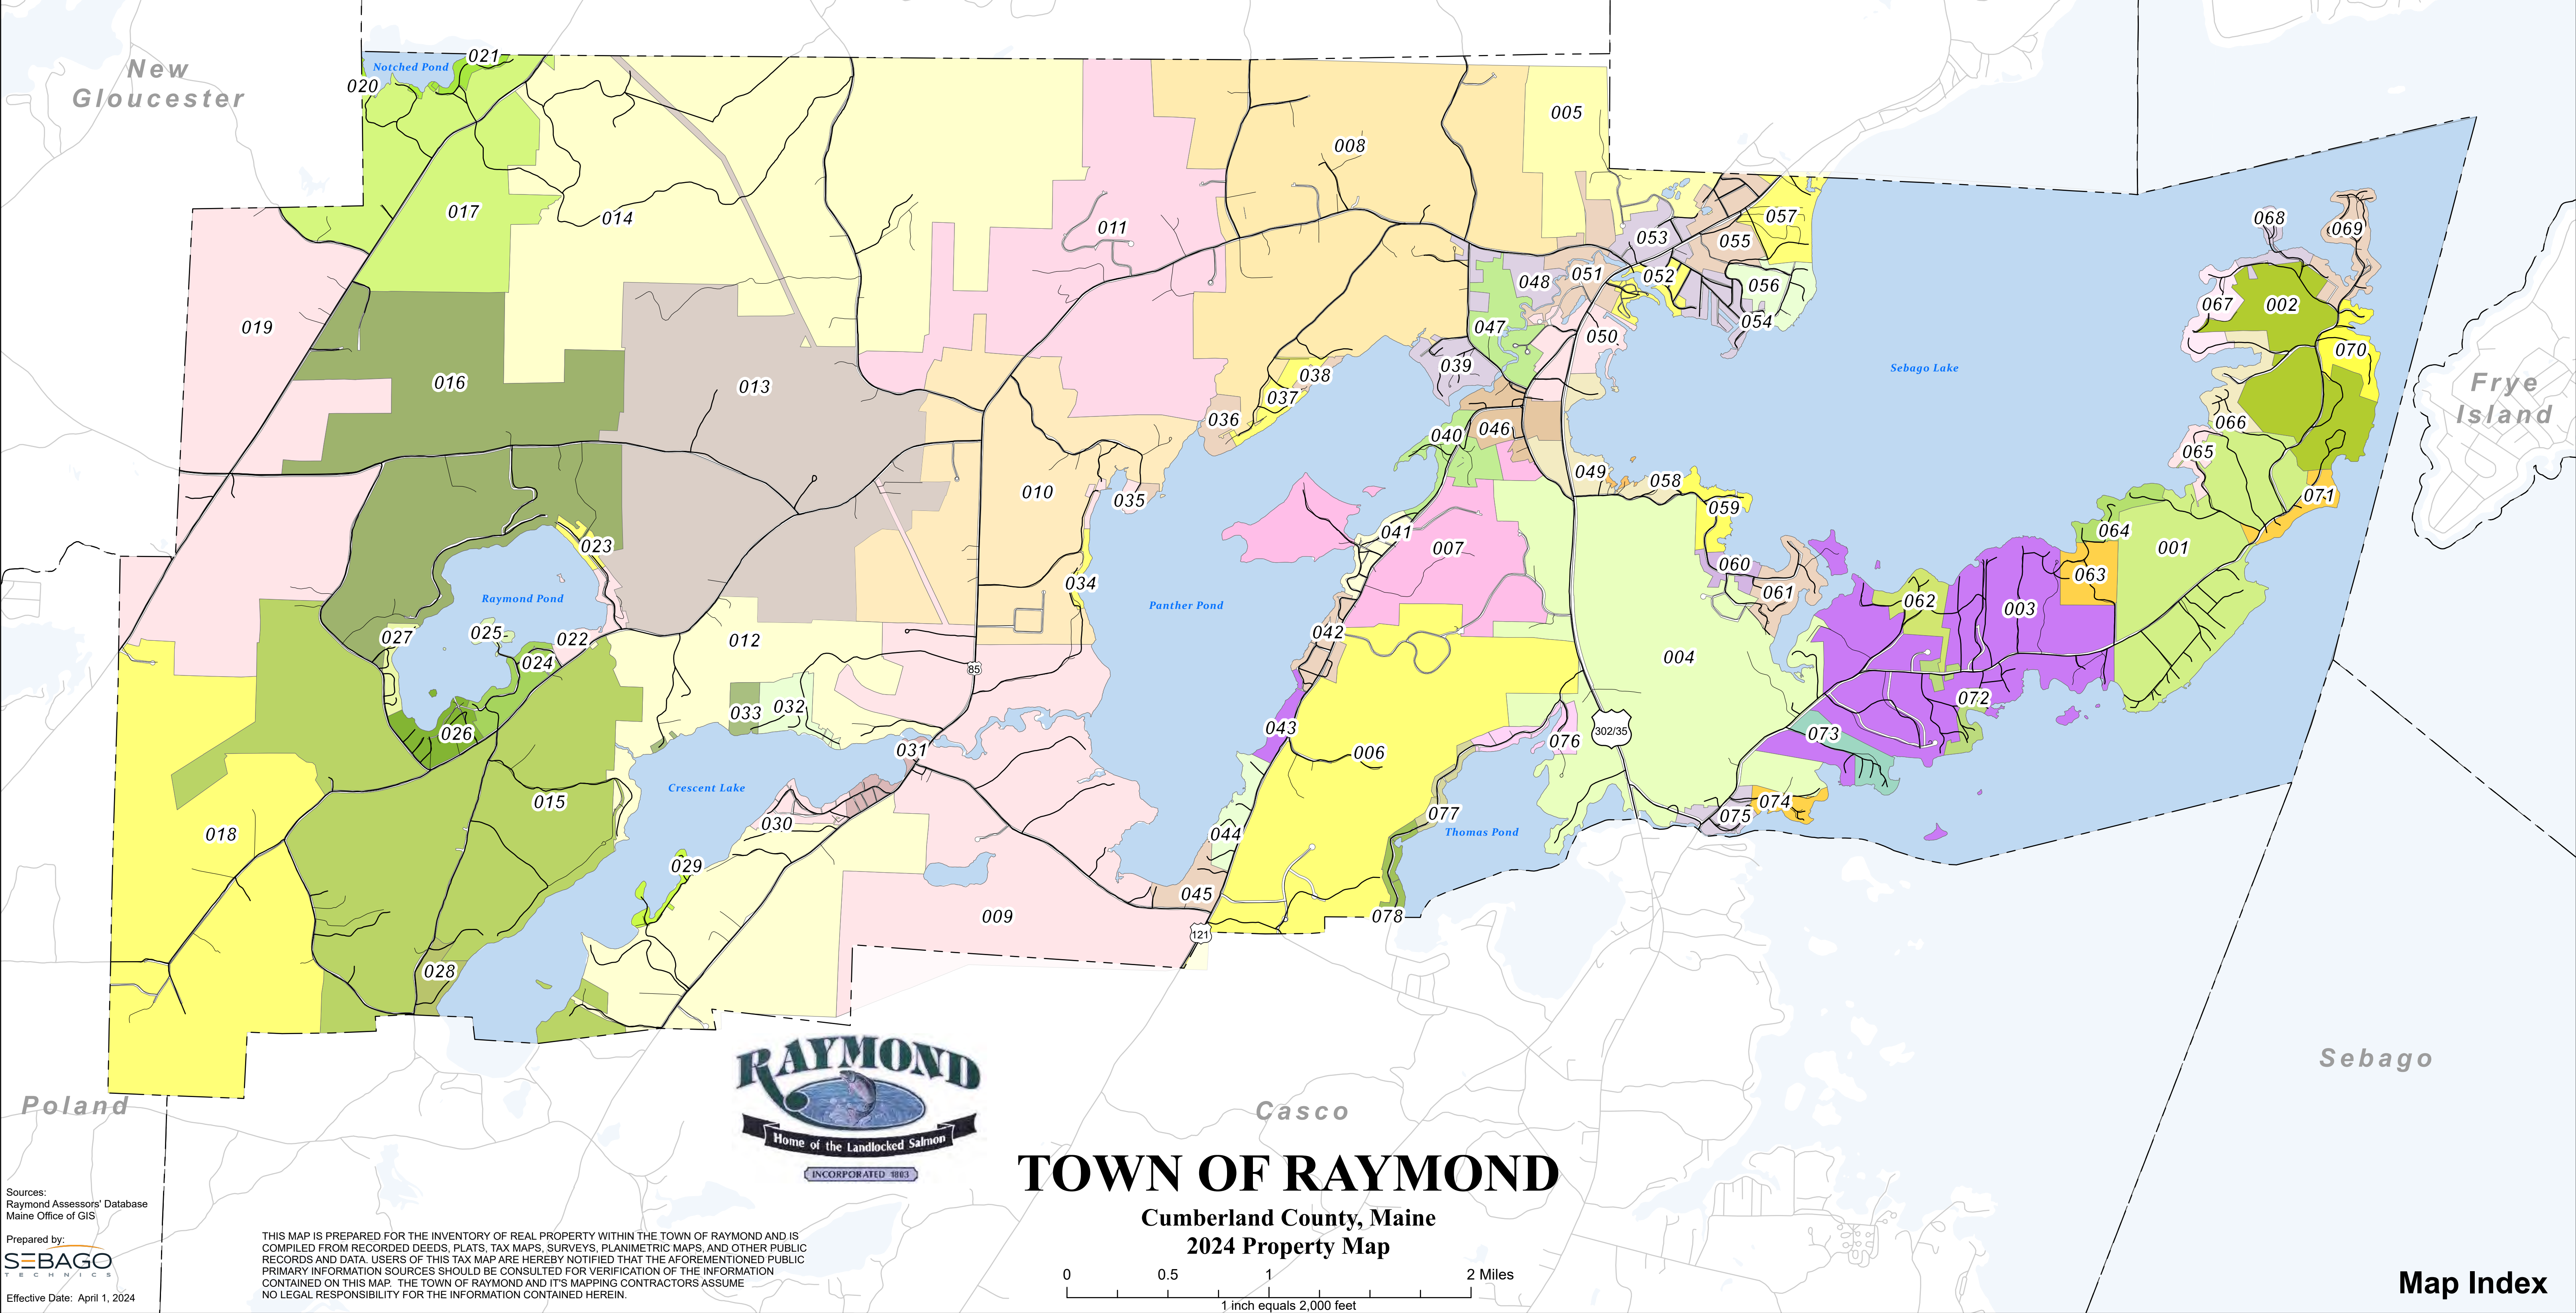 021
Notched Pond
New
Gloucester
020
005
008
017
014
011
068
069
057
053
055
019
051
052
048
056
067
002
054
047
050
070
016
013
039
038
037
036
Sebago Lake
Frye
Island
066
046
040
065
010
035
049
058
071
059
064
041
007
001
023
034
060
063
061
Raymond Pond
Panther Pond
062
003
025
027
022
024
012
042
004
85
033
032
072
026
043
302/35
073
076
031
006
Crescent Lake
015
030
018
044
077
Thomas Pond
074
075
029
045
009
078
121
028
RAYMOND
Home of the Landlocked Salmon
INCORPORATED 1803
Poland
Casco
Sebago
TOWN OF RAYMOND
Cumberland County, Maine
2024 Property Map
0 0.5 1 2 Miles
1 inch equals 2,000 feet
Sources:
Raymond Assessors' Database
Maine Office of GIS
Prepared by:
SEBAGO
TECHNICS
Effective Date: April 1, 2024
THIS MAP IS PREPARED FOR THE INVENTORY OF REAL PROPERTY WITHIN THE TOWN OF RAYMOND AND IS
COMPILED FROM RECORDED DEEDS, PLATS, TAX MAPS, SURVEYS, PLANIMETRIC MAPS, AND OTHER PUBLIC
RECORDS AND DATA. USERS OF THIS TAX MAP ARE HEREBY NOTIFIED THAT THE AFOREMENTIONED PUBLIC
PRIMARY INFORMATION SOURCES SHOULD BE CONSULTED FOR VERIFICATION OF THE INFORMATION
CONTAINED ON THIS MAP. THE TOWN OF RAYMOND AND IT'S MAPPING CONTRACTORS ASSUME
NO LEGAL RESPONSIBILITY FOR THE INFORMATION CONTAINED HEREIN.
Map Index